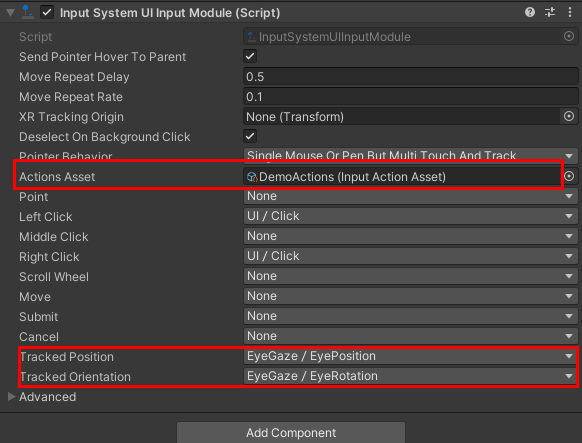 Input System UI Input Module (Script)
Script InputSystemUIInputModule
Send Pointer Hover To Parent
Move Repeat Delay 0.5
Move Repeat Rate 0.1
XR Tracking Origin None (Transform)
Deselect On Background Click
Pointer Behavior Single Mouse Or Pen But Multi Touch And Track
Actions Asset DemoActions (Input Action Asset)
Point None
Left Click UI / Click
Middle Click None
Right Click UI / Click
Scroll Wheel None
Move None
Submit None
Cancel None
Tracked Position EyeGaze / EyePosition
Tracked Orientation EyeGaze / EyeRotation
Advanced
Add Component